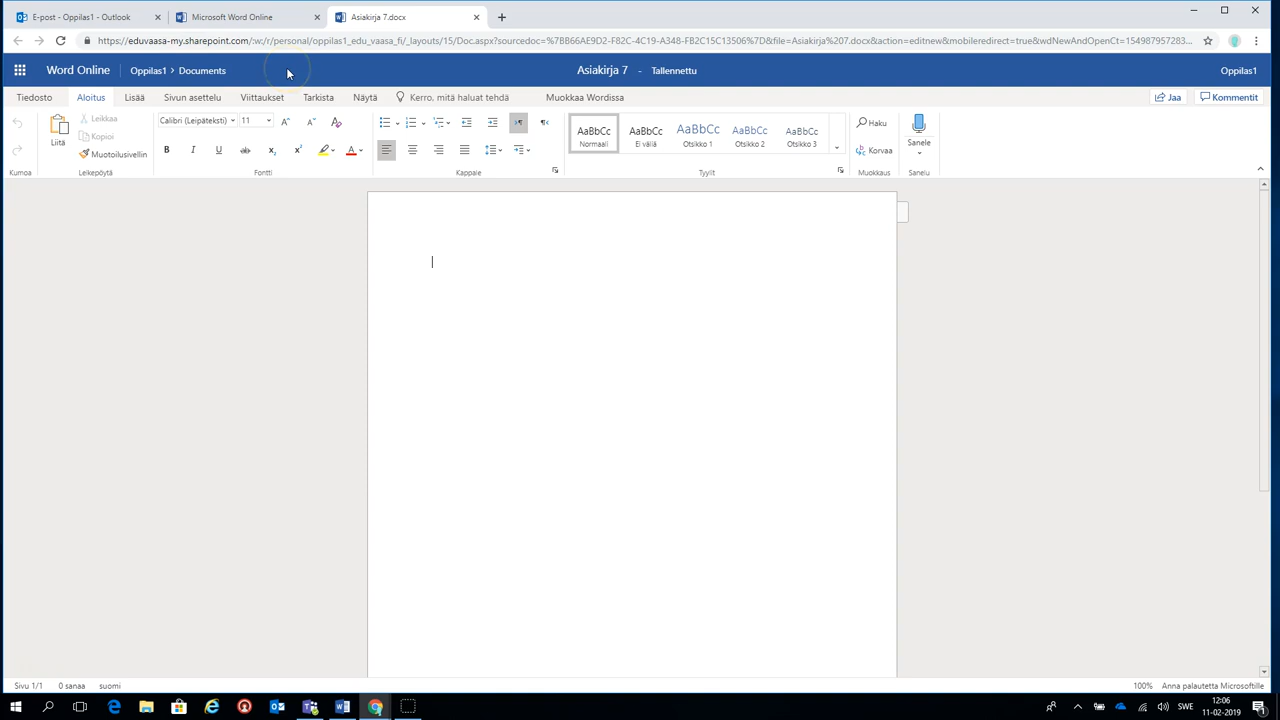 E-post - Oppilas1 - Outlook
Microsoft Word Online
Asiakirja 7.docx
https://eduvaasa-my.sharepoint.com/:w:/r/personal/oppilas1_edu_vaasa_fi/_layouts/15/Doc.aspx?sourcedoc=%7BB66AE9D2-F82C-4C19-A348-FB2C15C13506%7D&file=Asiakirja%207.docx&action=editnew&mobileredirect=true&wdNewAndOpenCt=154987957283...
Word Online Oppilas1 > Documents Asiakirja 7 - Tallennettu Oppilas1
Tiedosto Aloitus Lisää Sivun asettelu Viittaukset Tarkista Näytä Kerro, mitä haluat tehdä Muokkaa Wordissa Jaa Kommentit
Leikkaa
Kopioi
Muotoilusivellin
Liitä
Calibri (Leipäteksti) 11
B I U ab x₂ x² A
AaBbCc AaBbCc AaBbCc AaBbCc AaBbCc
Normaali Ei väliä Otsikko 1 Otsikko 2 Otsikko 3
Haku
Korvaa
Sanele
Kumoa Leikepöytä Fontti Kappale Tyylit Muokkaus Sanelu
Sivu 1/1 0 sanaa suomi 100% Anna palautetta Microsoftille
SWE
12:06
11-02-2019